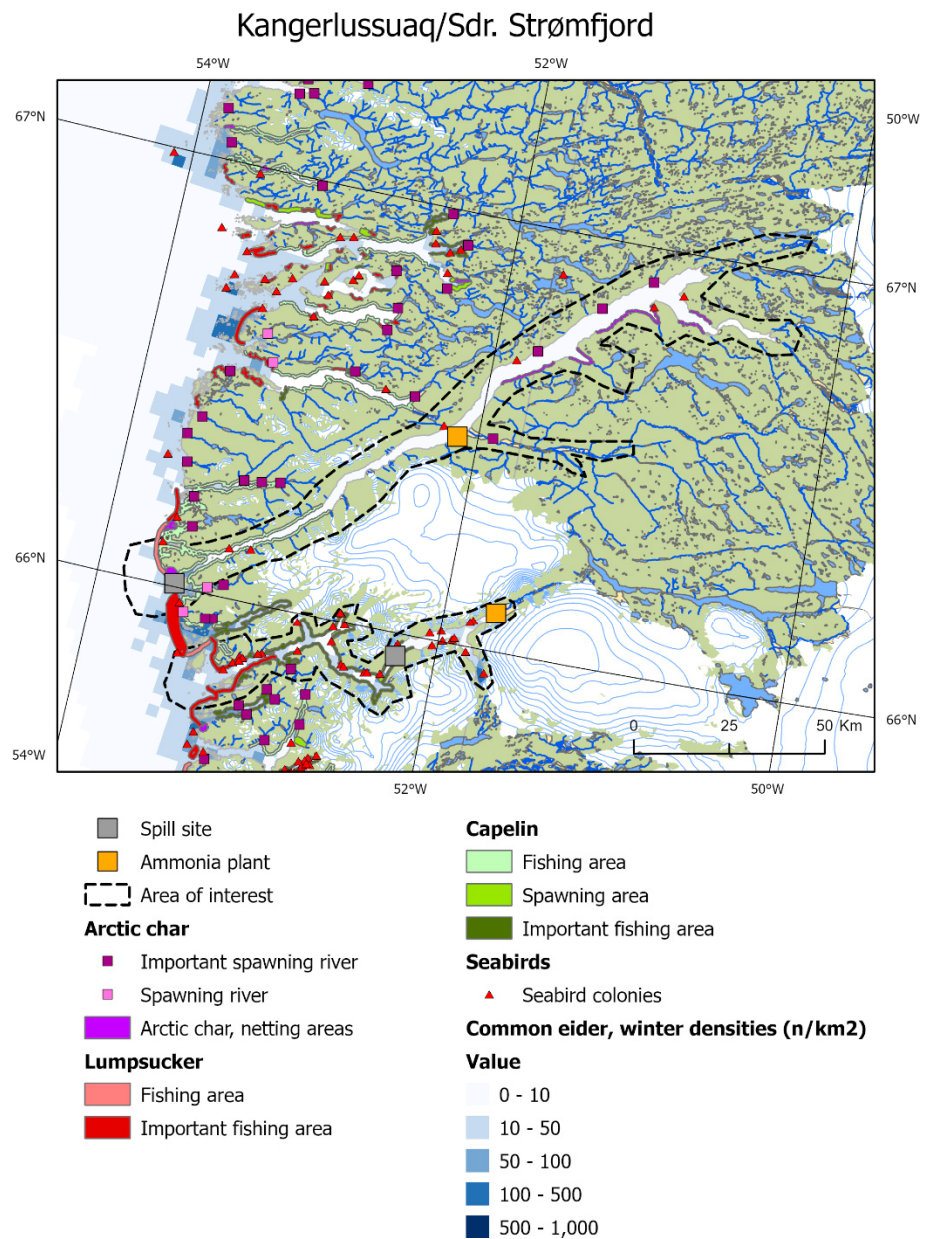 Kangerlussuaq/Sdr. Strømfjord
54°W
52°W
67°N
50°W
67°N
66°N
0 25 50 Km
66°N
54°W
52°W
50°W
Spill site
Ammonia plant
Area of interest
Arctic char
Important spawning river
Spawning river
Arctic char, netting areas
Lumpsucker
Fishing area
Important fishing area
Capelin
Fishing area
Spawning area
Important fishing area
Seabirds
Seabird colonies
Common eider, winter densities (n/km2)
Value
0 - 10
10 - 50
50 - 100
100 - 500
500 - 1,000